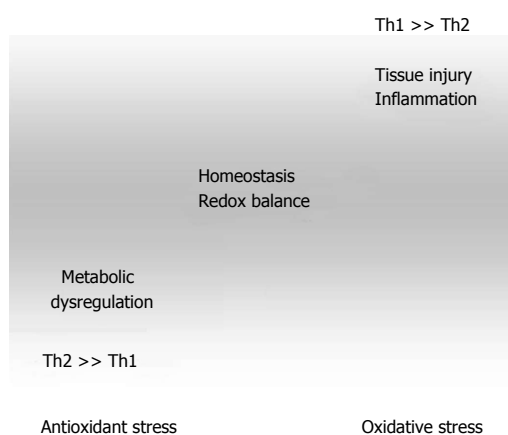 Th1 >> Th2
Tissue injury
Inflammation
Homeostasis
Redox balance
Metabolic
dysregulation
Th2 >> Th1
Antioxidant stress
Oxidative stress